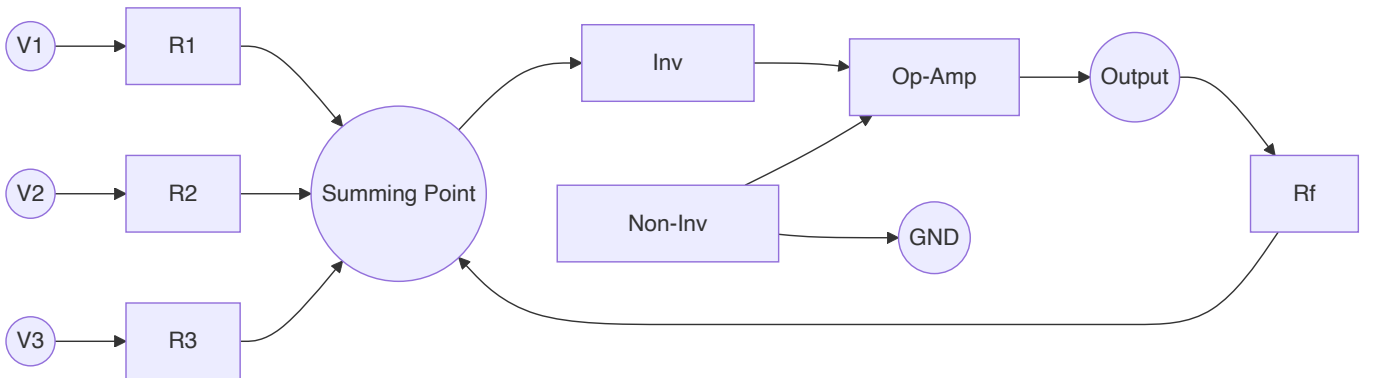 V1
R1
Inv
Op-Amp
Output
V2
R2
Summing Point
Non-Inv
GND
Rf
V3
R3